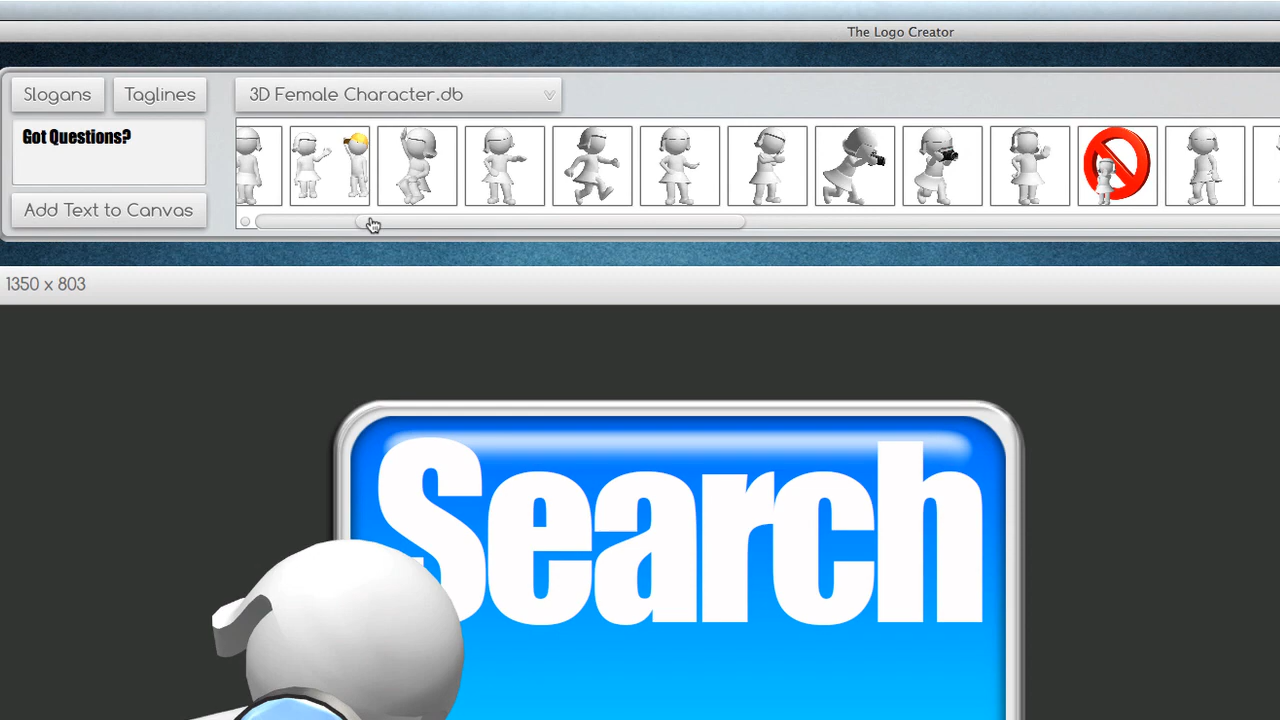 The Logo Creator
Slogans
Taglines
3D Female Character.db
Got Questions?
Add Text to Canvas
1350 x 803
Search